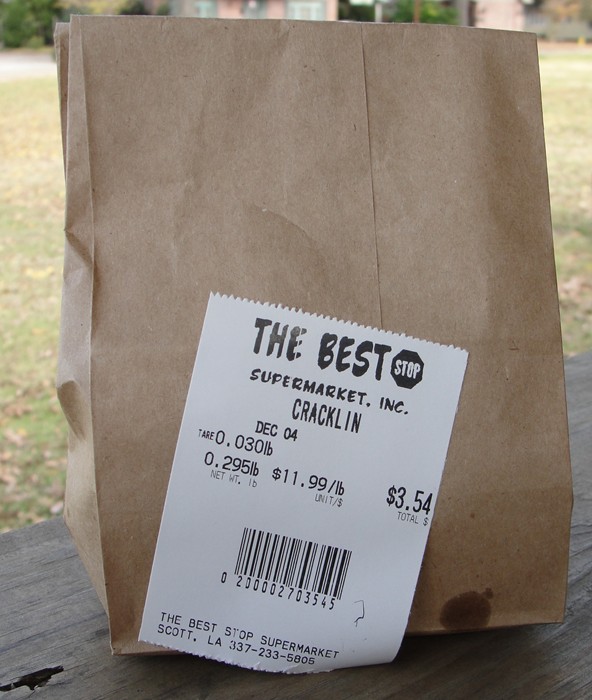 THE BEST STOP
SUPERMARKET, INC.
CRACKLIN
DEC 04
TARE 0.030lb
0.295lb $11.99/lb $3.54
NET WT. lb UNIT/$ TOTAL $
0 200002703545
THE BEST STOP SUPERMARKET
SCOTT, LA 337-233-5805